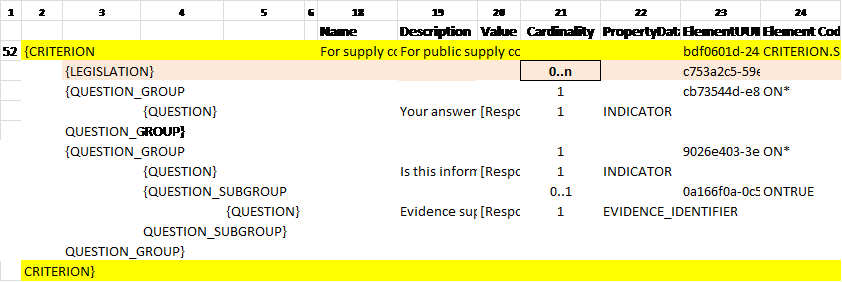 1 2 3 4 5 6 18 19 20 21 22 23 24
Name Description Value Cardinality PropertyData ElementUUI Element Cod
52 {CRITERION For supply co For public supply co bdf0601d-24 CRITERION.S
{LEGISLATION} 0..n c753a2c5-59e
{QUESTION_GROUP 1 cb73544d-e8 ON*
{QUESTION} Your answer [Respo 1 INDICATOR
QUESTION_GROUP}
{QUESTION_GROUP 1 9026e403-3e ON*
{QUESTION} Is this inform [Respo 1 INDICATOR
{QUESTION_SUBGROUP 0..1 0a166f0a-0c5 ONTRUE
{QUESTION} Evidence sup [Respo 1 EVIDENCE_IDENTIFIER
QUESTION_SUBGROUP}
QUESTION_GROUP}
CRITERION}